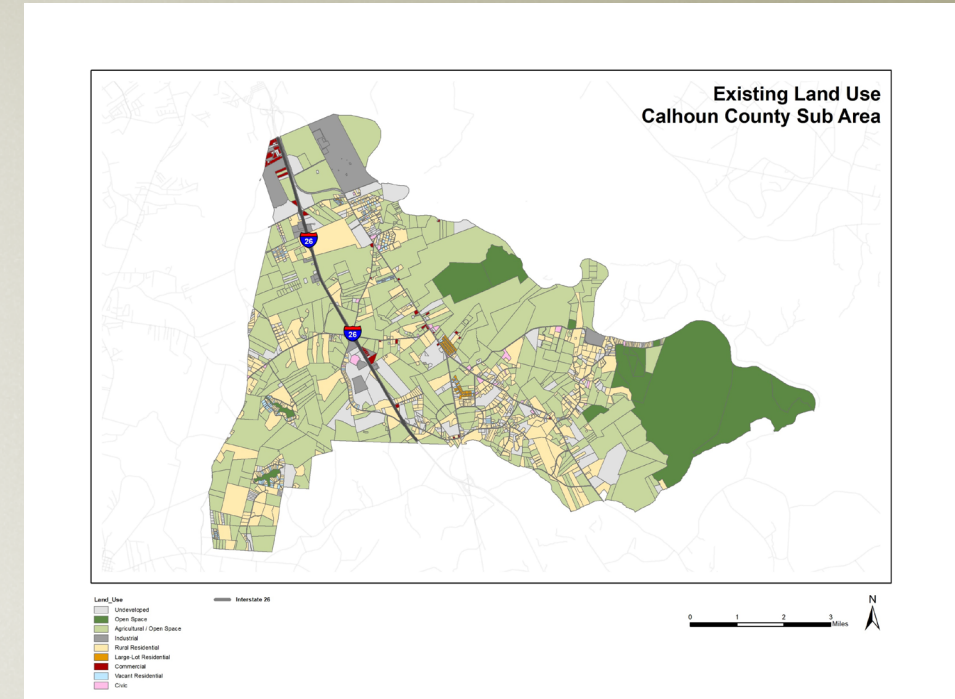 Existing Land Use
Calhoun County Sub Area
26
26
Land_Use
Undeveloped
Open Space
Agricultural / Open Space
Industrial
Rural Residential
Large-Lot Residential
Commercial
Vacant Residential
Civic
Interstate 26
0 1 2 3
Miles
N